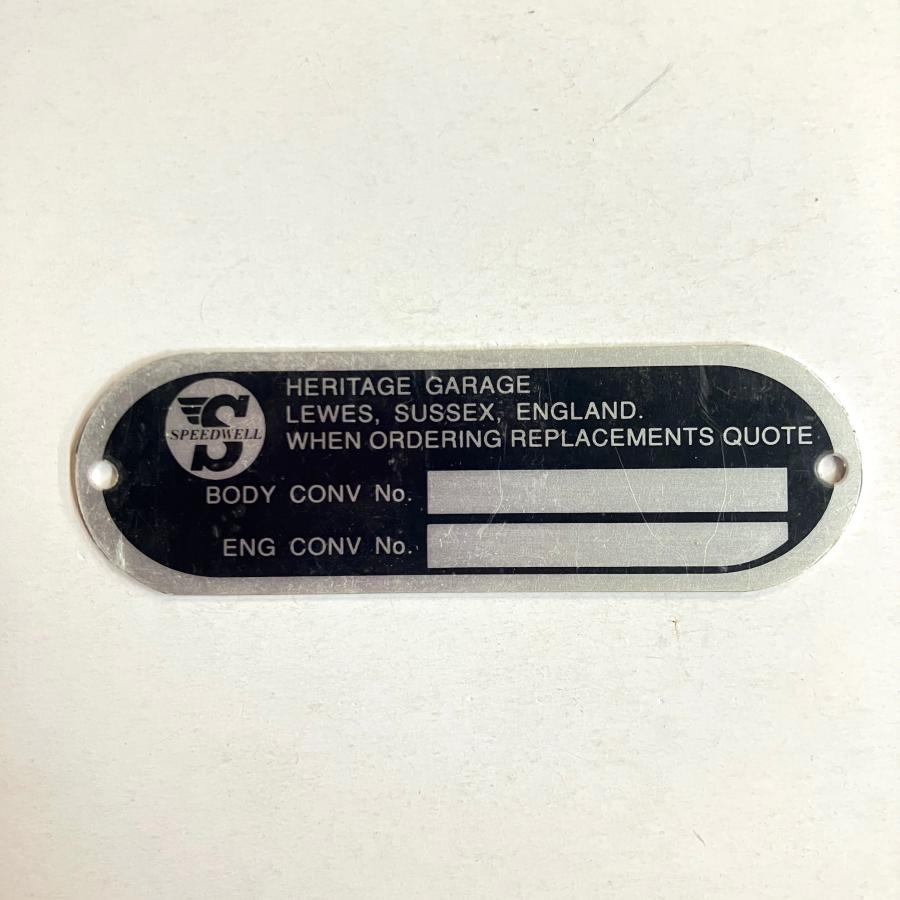 S
SPEEDWELL
HERITAGE GARAGE
LEWES, SUSSEX, ENGLAND.
WHEN ORDERING REPLACEMENTS QUOTE
BODY CONV No.
ENG CONV No.